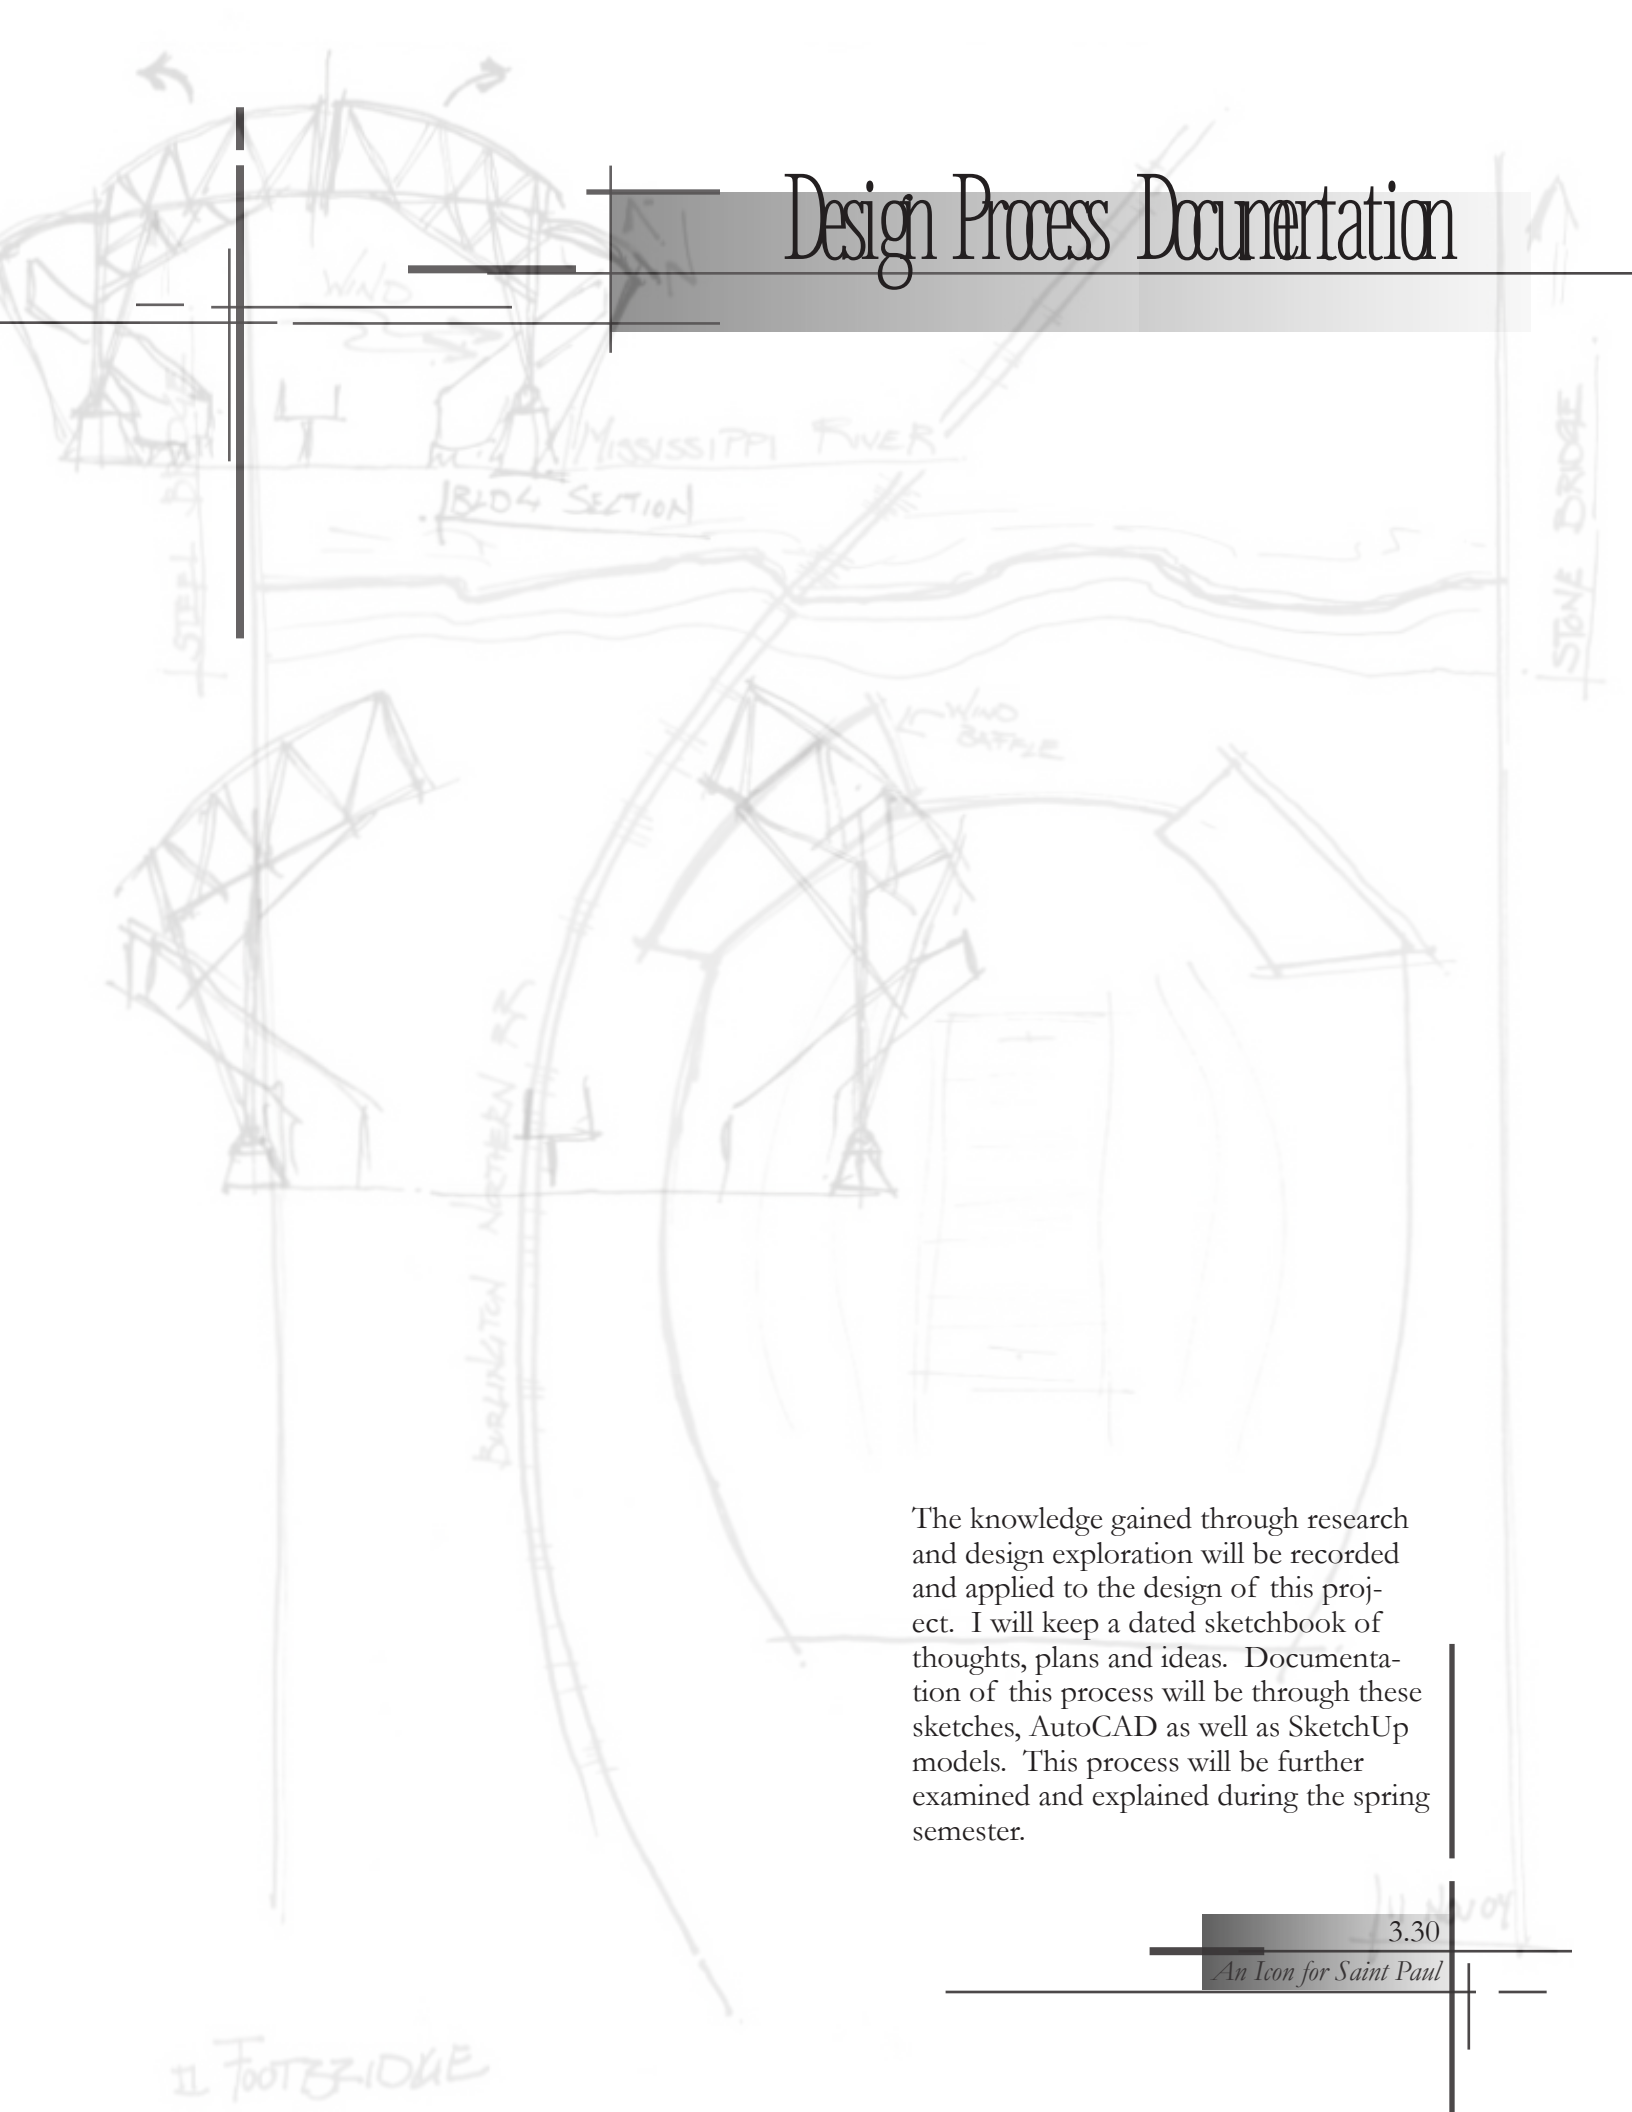 Design Process Documentation
WIND
MISSISSIPPI RIVER
BLDG SECTION
STEEL BRIDGE
STONE BRIDGE
WIND
BAFFLE
BURLINGTON NORTHERN RR
The knowledge gained through research
and design exploration will be recorded
and applied to the design of this proj-
ect.  I will keep a dated sketchbook of
thoughts, plans and ideas.  Documenta-
tion of this process will be through these
sketches, AutoCAD as well as SketchUp
models.  This process will be further
examined and explained during the spring
semester.
11 NOV 04
3.30
An Icon for Saint Paul
FOOTBRIDGE